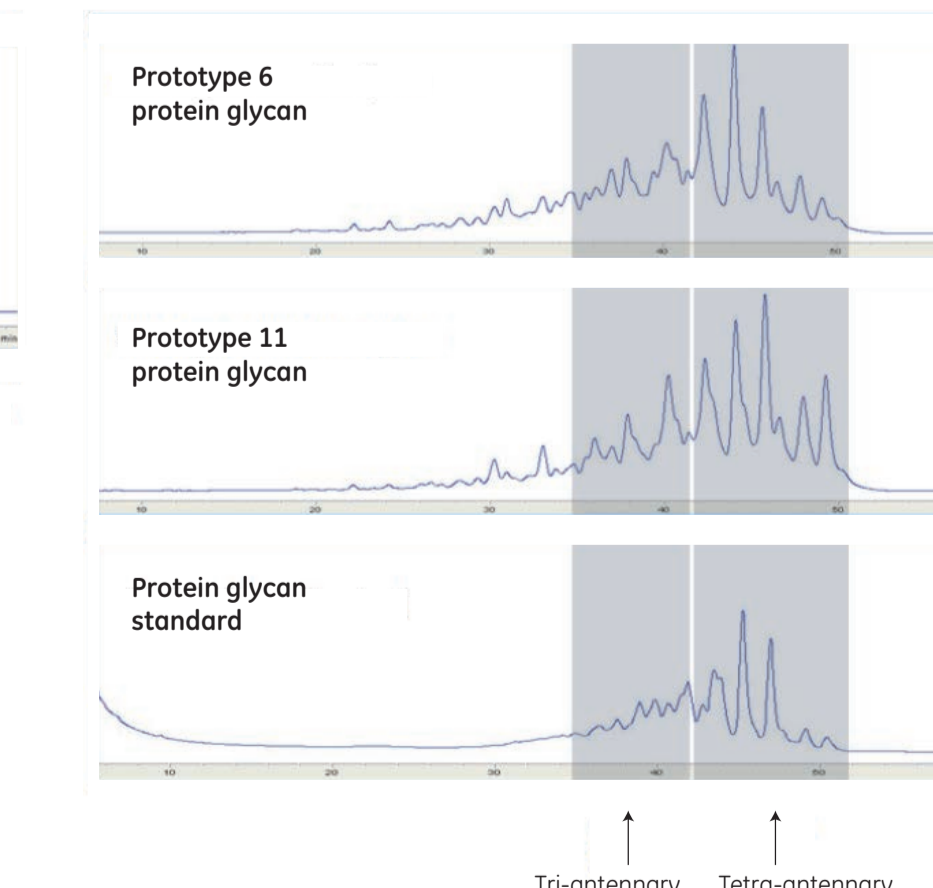 Prototype 6
protein glycan
10 20 30 40 50
min
Prototype 11
protein glycan
10 20 30 40 50
Protein glycan
standard
10 20 30 40 50
Tri-antennary Tetra-antennary